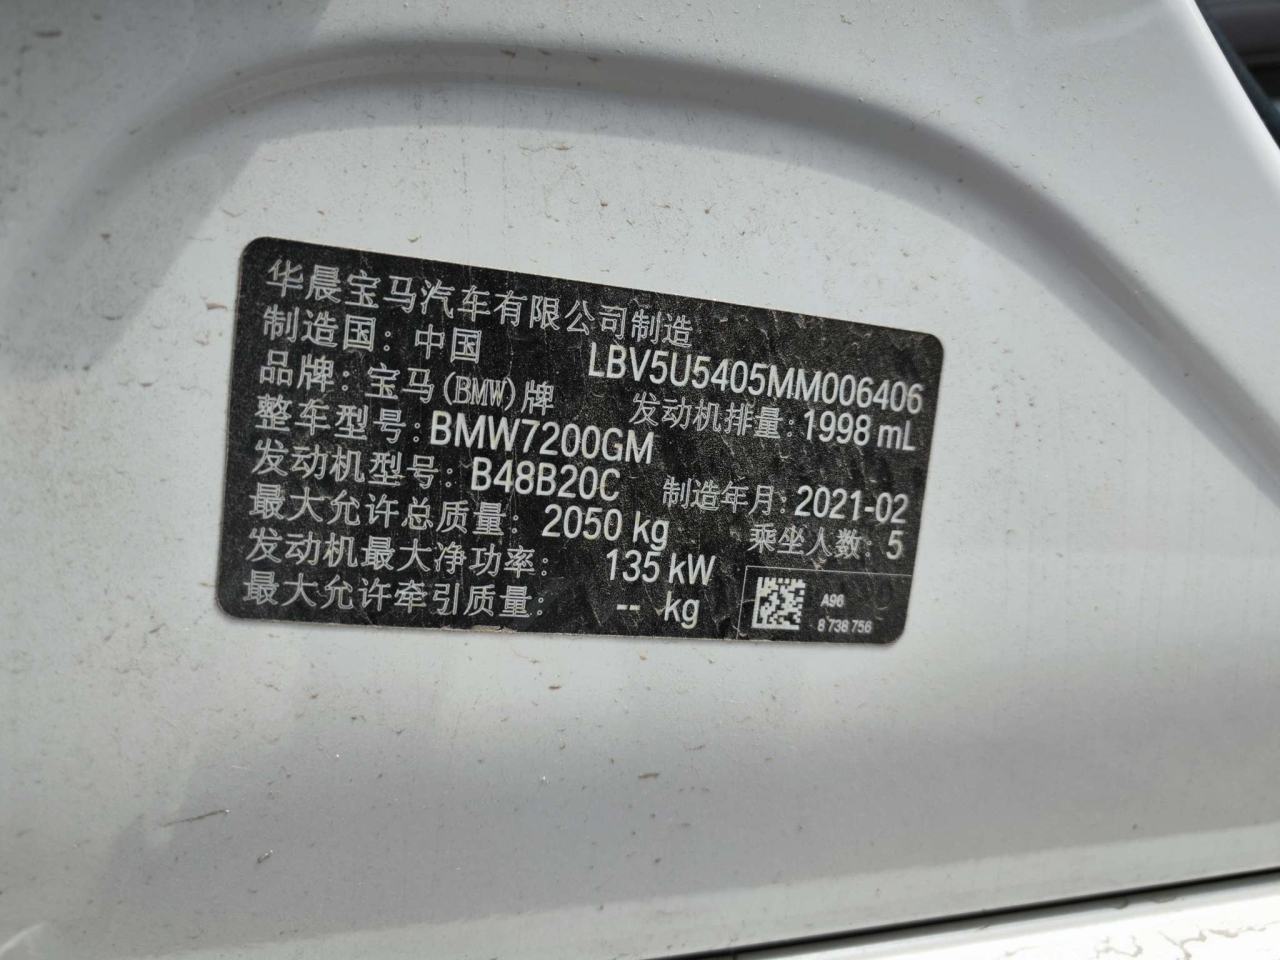 华晨宝马汽车有限公司制造
制造国：中国 LBV5U5405MM006406
品牌：宝马(BMW)牌 发动机排量：1998 mL
整车型号：BMW7200GM
发动机型号：B48B20C 制造年月：2021-02
最大允许总质量：2050 kg 乘坐人数：5
发动机最大净功率：135 kW
最大允许牵引质量：-- kg
A96
8 738 756